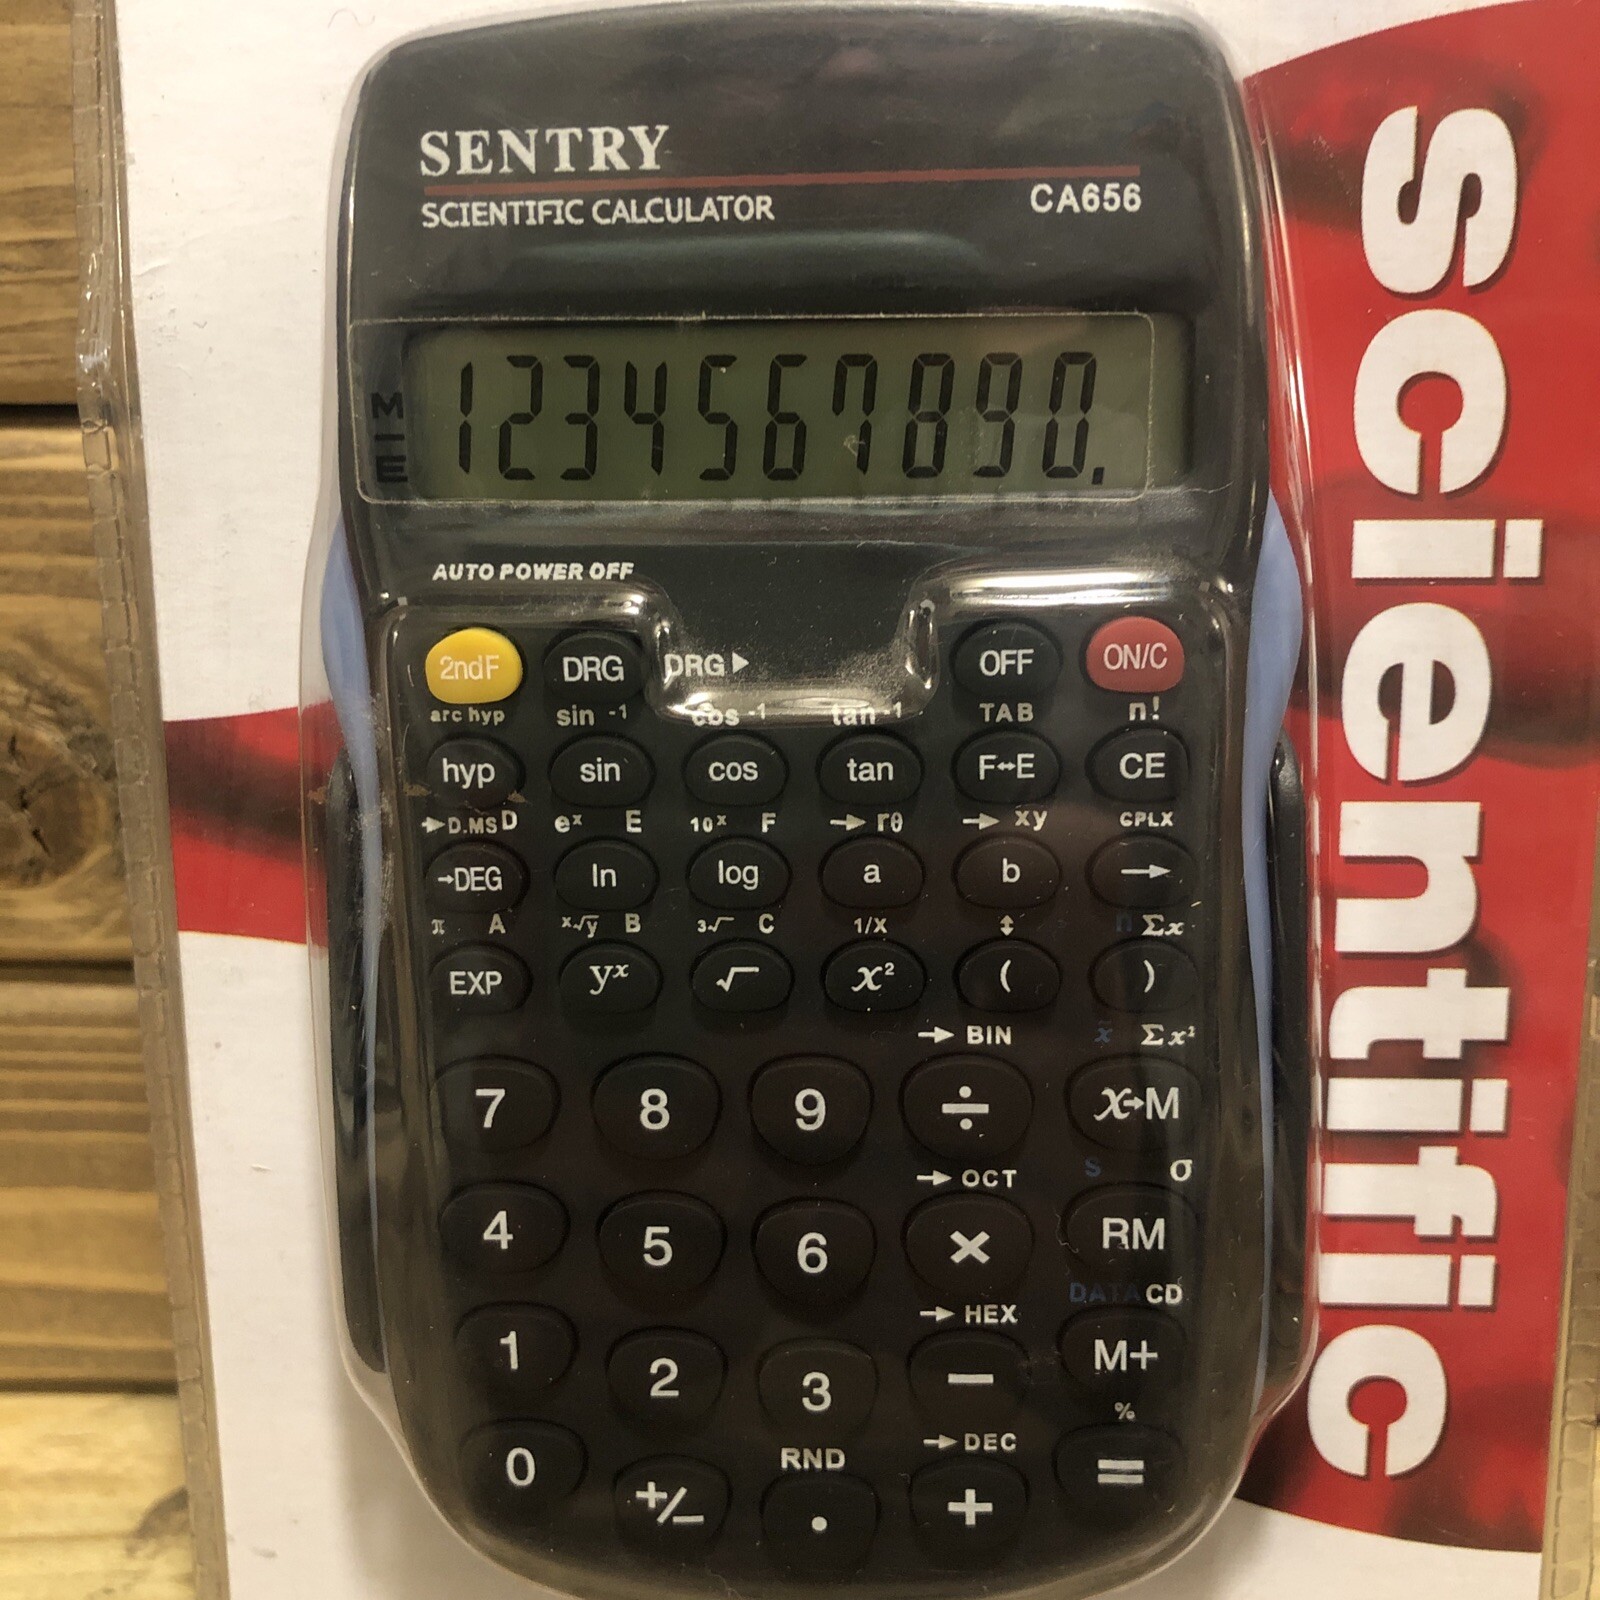 SENTRY
SCIENTIFIC CALCULATOR CA656
M
E
1234567890.
AUTO POWER OFF
2ndF DRG DRG▶ OFF ON/C
arc hyp sin -1 cos -1 tan -1 TAB n!
hyp sin cos tan F↔E CE
→D.MS D eˣ E 10ˣ F →rθ →xy CPLX
→DEG ln log a b →
π A ˣ√y B ³√ C 1/X ↕ n Σx
EXP yˣ √ x² ( )
→BIN x̄ Σx²
7 8 9 ÷ X→M
→OCT S σ
4 5 6 × RM
→HEX DATA CD
1 2 3 − M+
RND →DEC %
0 +/− . + =
scientific